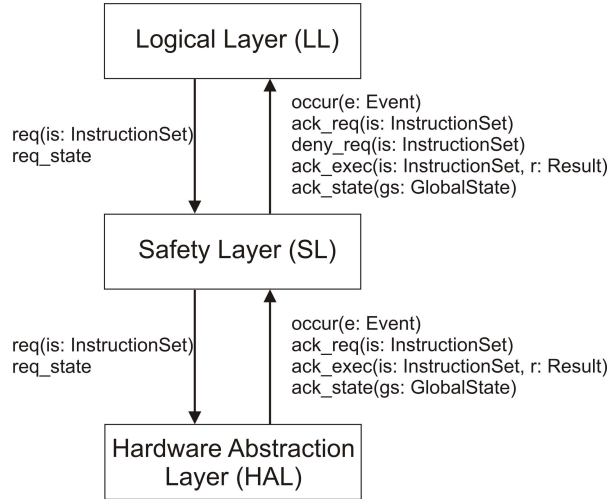 Logical Layer (LL)
req(is: InstructionSet)
req_state
occur(e: Event)
ack_req(is: InstructionSet)
deny_req(is: InstructionSet)
ack_exec(is: InstructionSet, r: Result)
ack_state(gs: GlobalState)
Safety Layer (SL)
req(is: InstructionSet)
req_state
occur(e: Event)
ack_req(is: InstructionSet)
ack_exec(is: InstructionSet, r: Result)
ack_state(gs: GlobalState)
Hardware Abstraction
Layer (HAL)